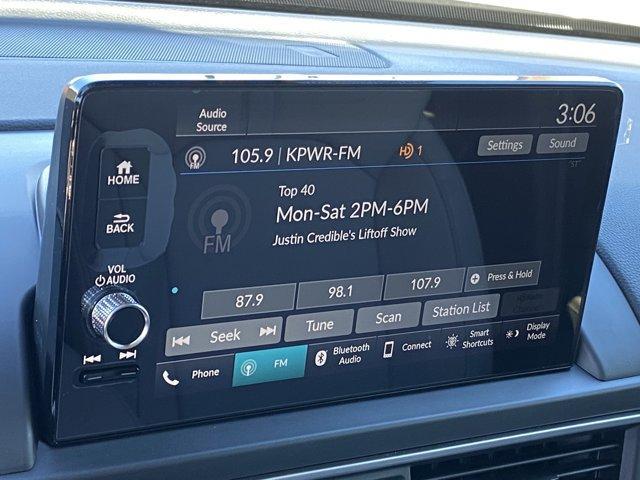 Audio
Source
3:06
FM
105.9 | KPWR-FM
HD 1
Settings
Sound
"ST"
HOME
BACK
VOL
AUDIO
FM
Top 40
Mon-Sat 2PM-6PM
Justin Credible's Liftoff Show
87.9
98.1
107.9
Press & Hold
Seek
Tune
Scan
Station List
Phone
FM
Bluetooth
Audio
Connect
Smart
Shortcuts
Display
Mode